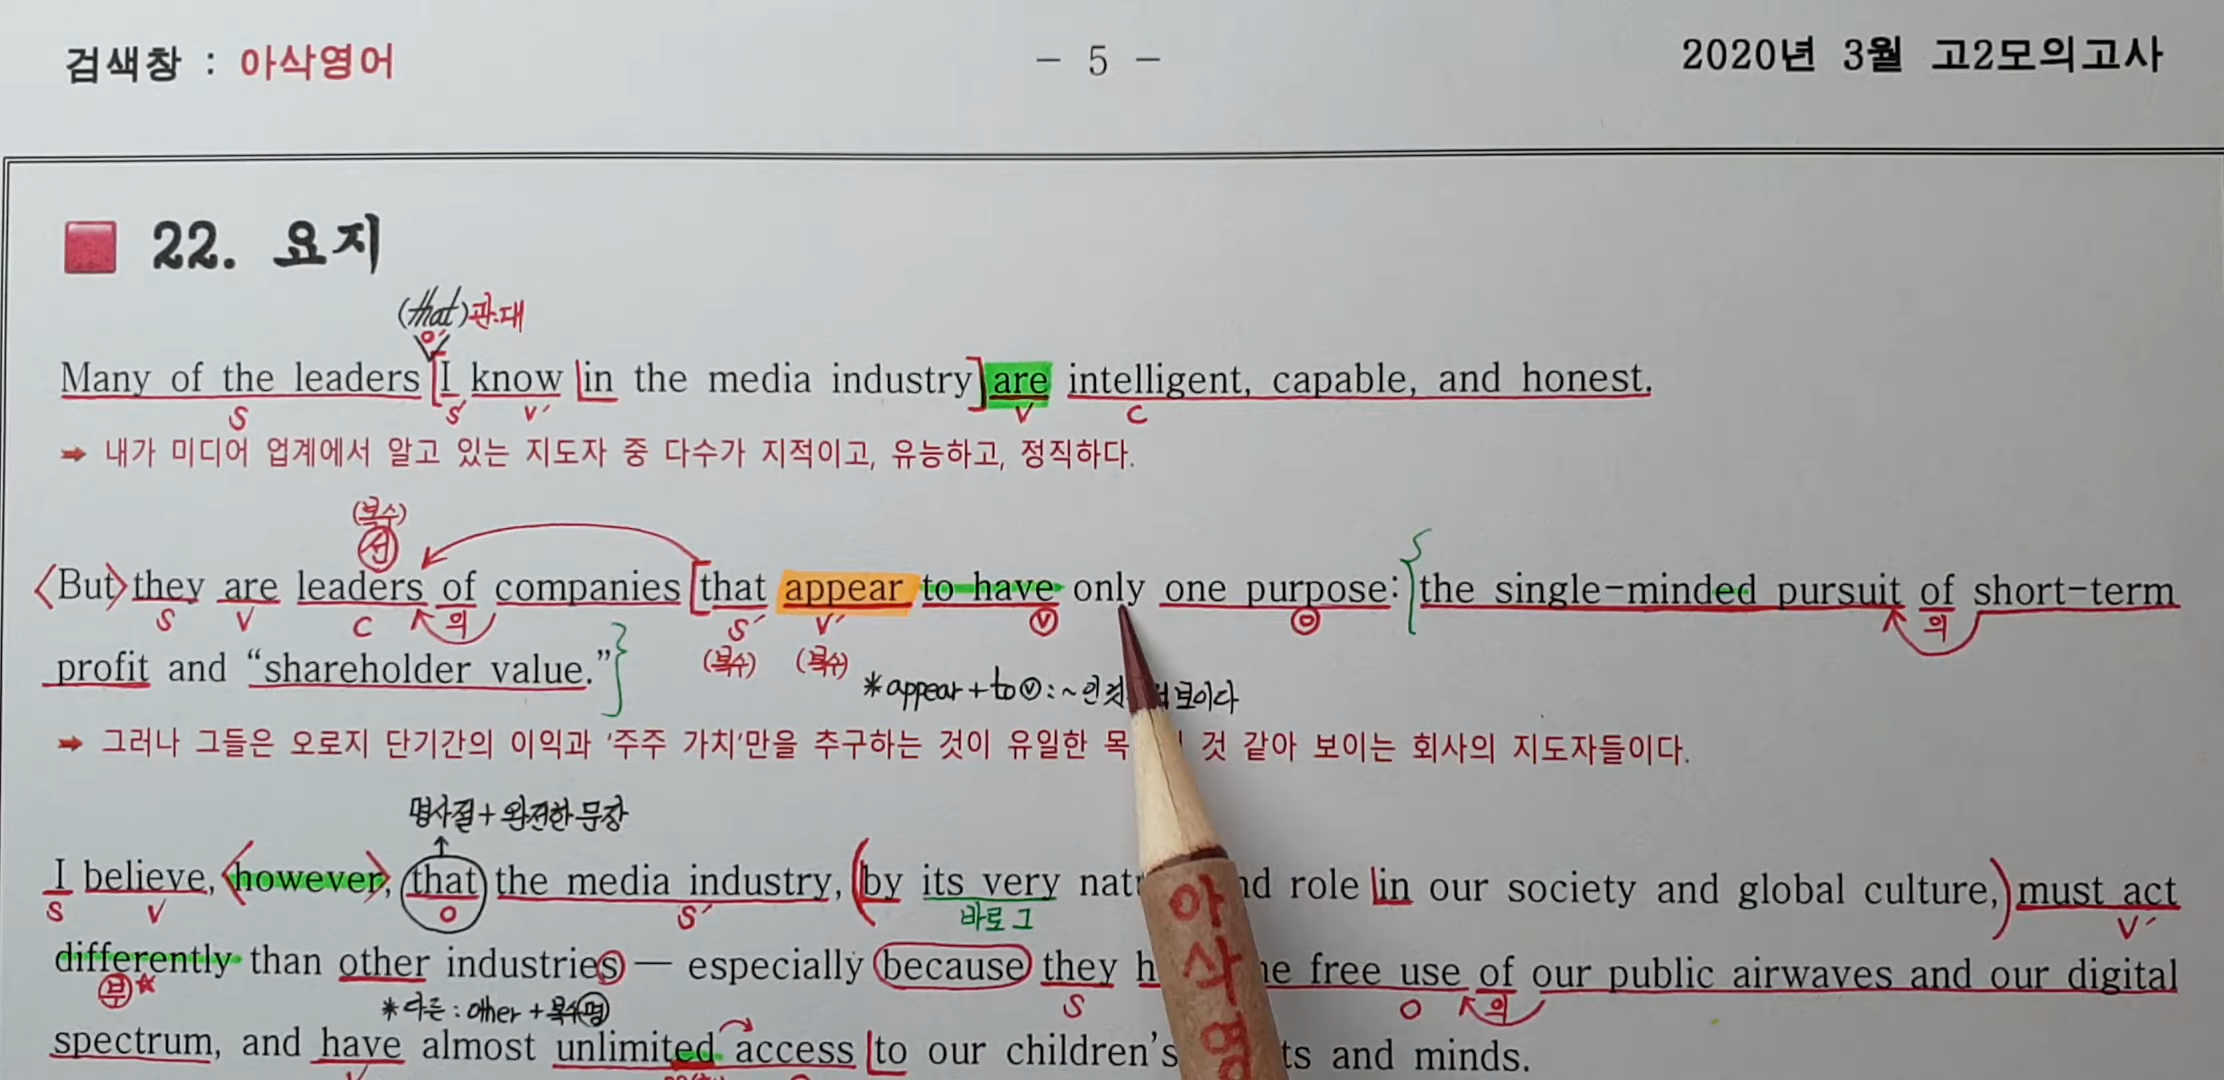 검색창 : 아삭영어 - 5 - 2020년 3월 고2모의고사
22. 요지
(that)관.대
o'
Many of the leaders [I know [in the media industry] are intelligent, capable, and honest.
S S' V' V C
➡ 내가 미디어 업계에서 알고 있는 지도자 중 다수가 지적이고, 유능하고, 정직하다.
(복수)
선
<But> they are leaders of companies [that appear to have only one purpose: {the single-minded pursuit of short-term
S V C 의 S' V' V O 의
profit and “shareholder value.”}
(복수) (복수)
*appear+to ⓥ: ~인 보이다
➡ 그러나 그들은 오로지 단기간의 이익과 ‘주주 가치’만을 추구하는 것이 유일한 것 같아 보이는 회사의 지도자들이다.
명사절+완전한 문장
I believe, <however>, that the media industry, (by its very and role [in our society and global culture,) must act
S V O S' 바로 그 V'
differently than other industries — especially because they free use of our public airwaves and our digital
부* *다른: other+복수명 S O 의
spectrum, and have almost unlimited access [to our children's and minds.
V
아삭영